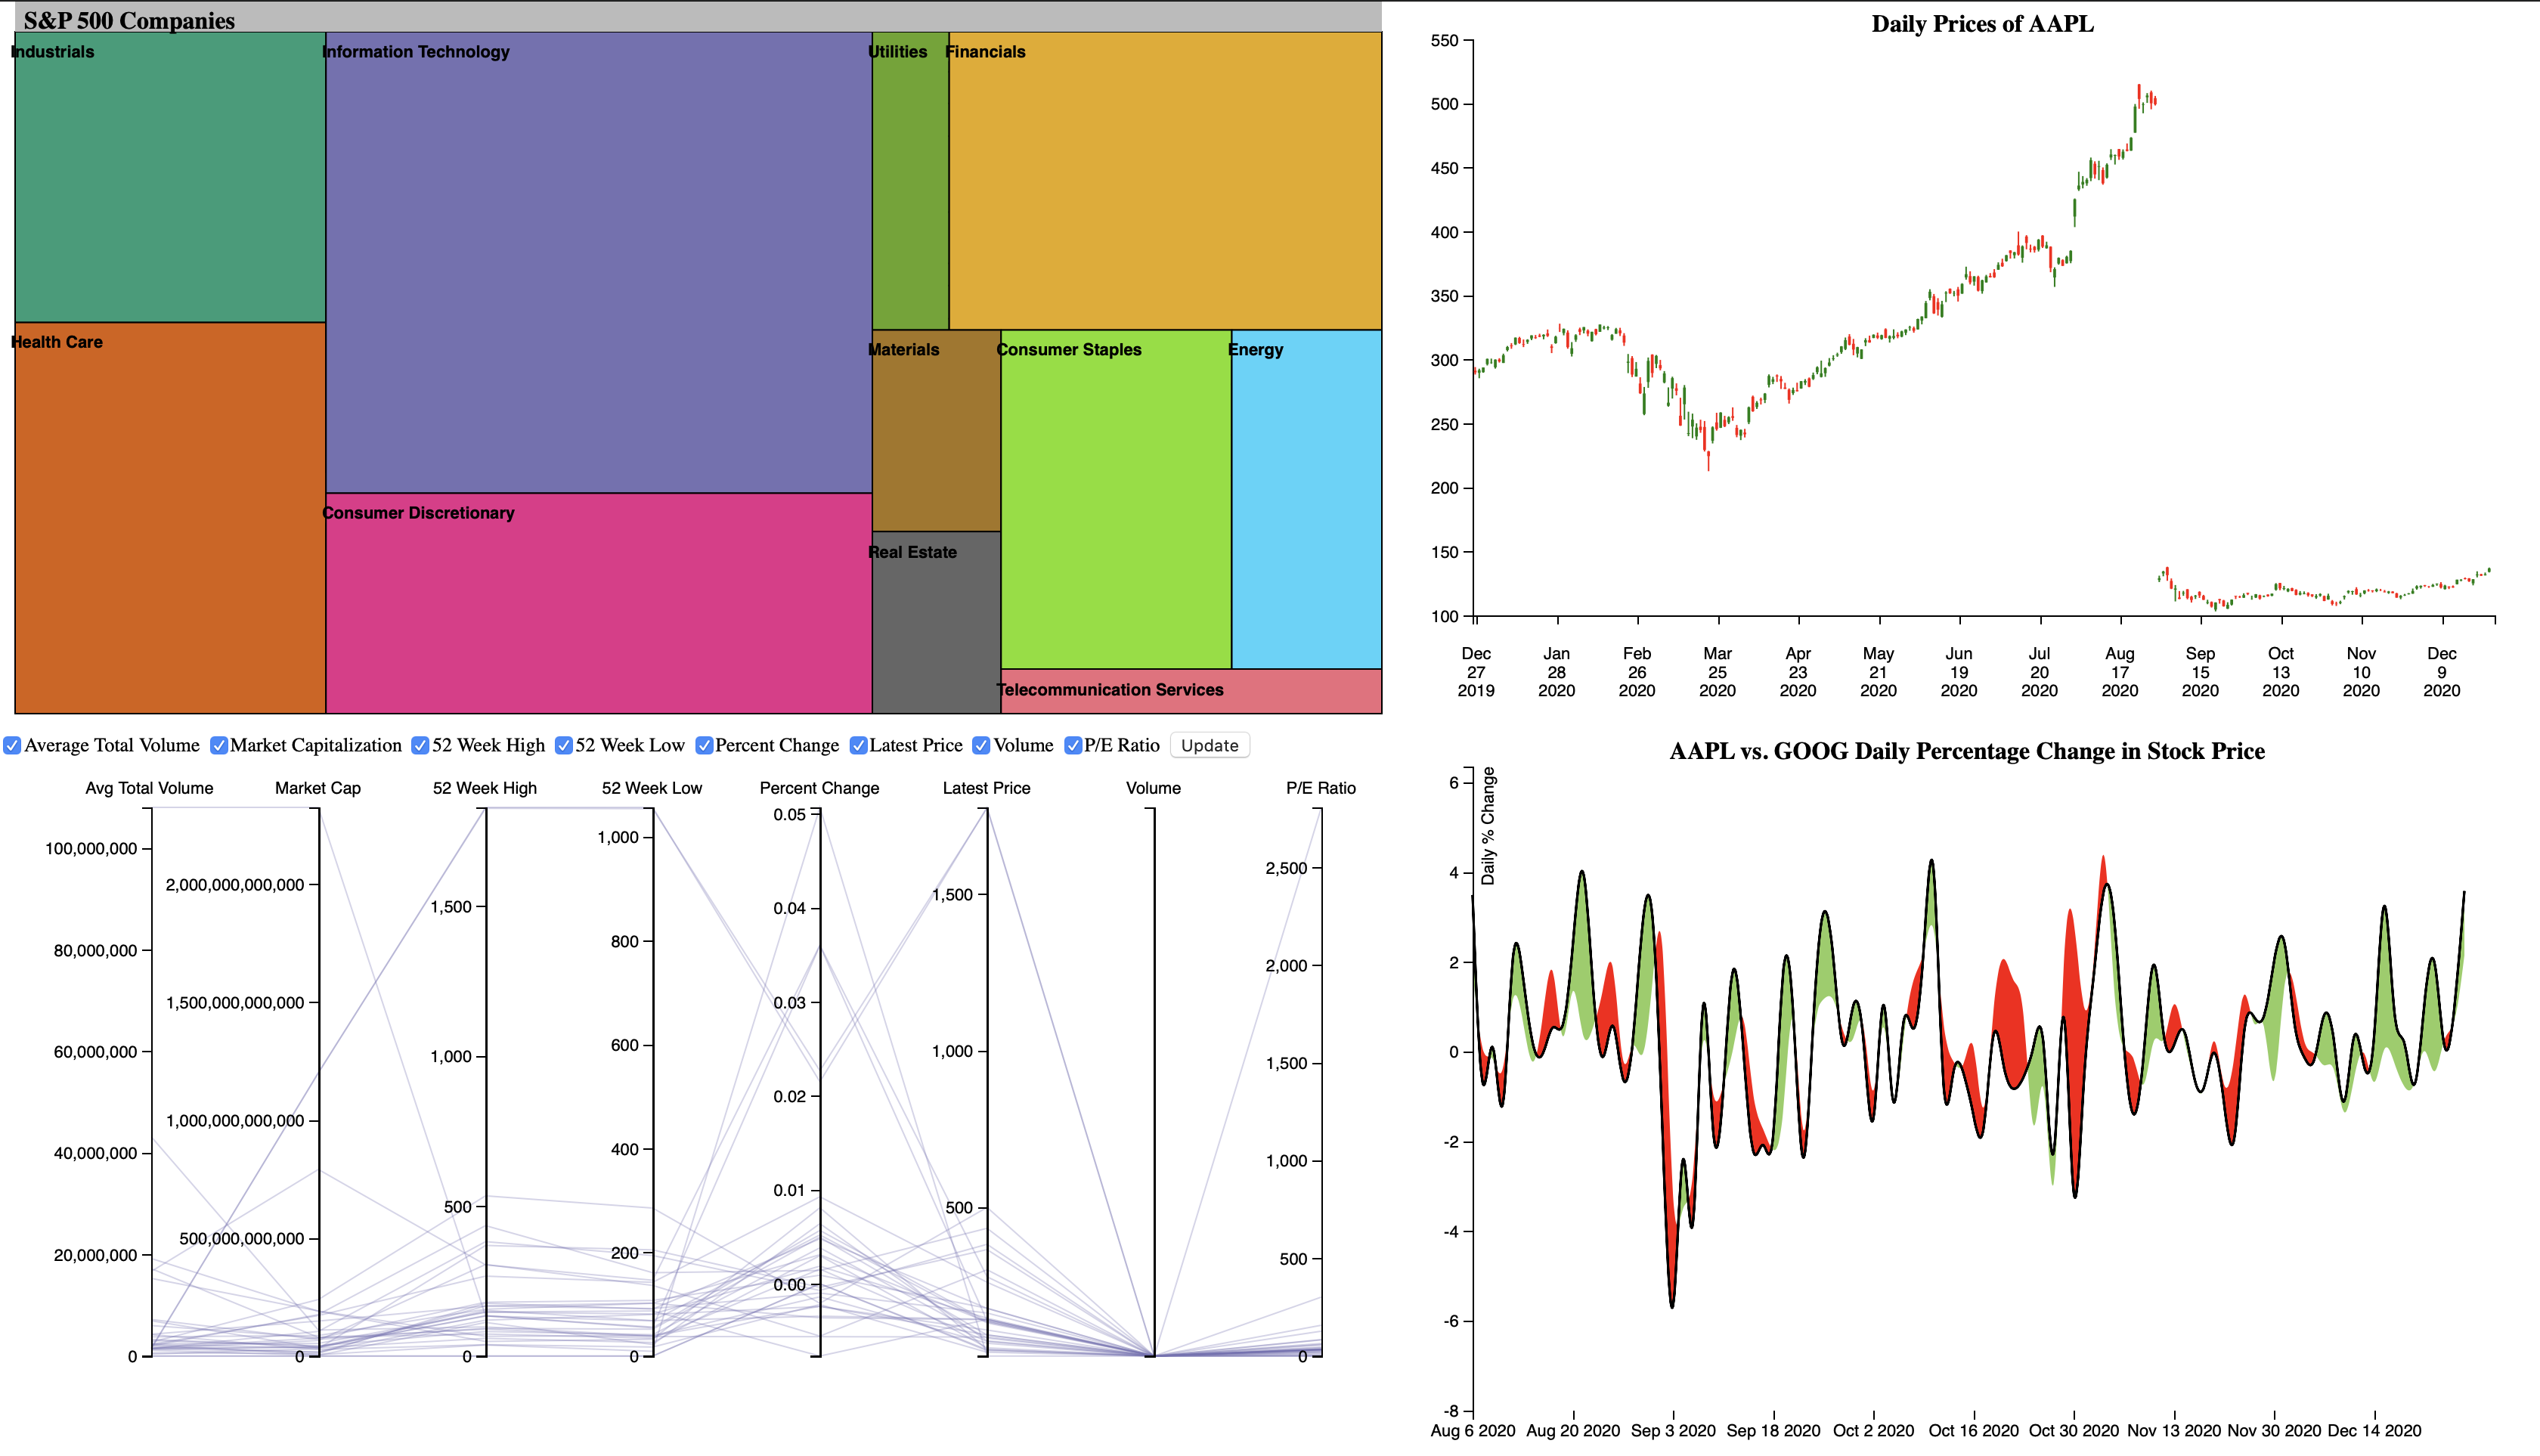 S&P 500 Companies
Industrials
Information Technology
Utilities
Financials
Health Care
Materials
Consumer Staples
Energy
Consumer Discretionary
Real Estate
Telecommunication Services
Daily Prices of AAPL
550
500
450
400
350
300
250
200
150
100
Dec 27 2019
Jan 28 2020
Feb 26 2020
Mar 25 2020
Apr 23 2020
May 21 2020
Jun 19 2020
Jul 20 2020
Aug 17 2020
Sep 15 2020
Oct 13 2020
Nov 10 2020
Dec 9 2020
Average Total Volume Market Capitalization 52 Week High 52 Week Low Percent Change Latest Price Volume P/E Ratio Update
Avg Total Volume
100,000,000
80,000,000
60,000,000
40,000,000
20,000,000
0
Market Cap
2,000,000,000,000
1,500,000,000,000
1,000,000,000,000
500,000,000,000
0
52 Week High
1,500
1,000
500
0
52 Week Low
1,000
800
600
400
200
0
Percent Change
0.05
0.04
0.03
0.02
0.01
0.00
Latest Price
1,500
1,000
500
Volume
P/E Ratio
2,500
2,000
1,500
1,000
500
0
AAPL vs. GOOG Daily Percentage Change in Stock Price
Daily % Change
6
4
2
0
-2
-4
-6
-8
Aug 6 2020
Aug 20 2020
Sep 3 2020
Sep 18 2020
Oct 2 2020
Oct 16 2020
Oct 30 2020
Nov 13 2020
Nov 30 2020
Dec 14 2020